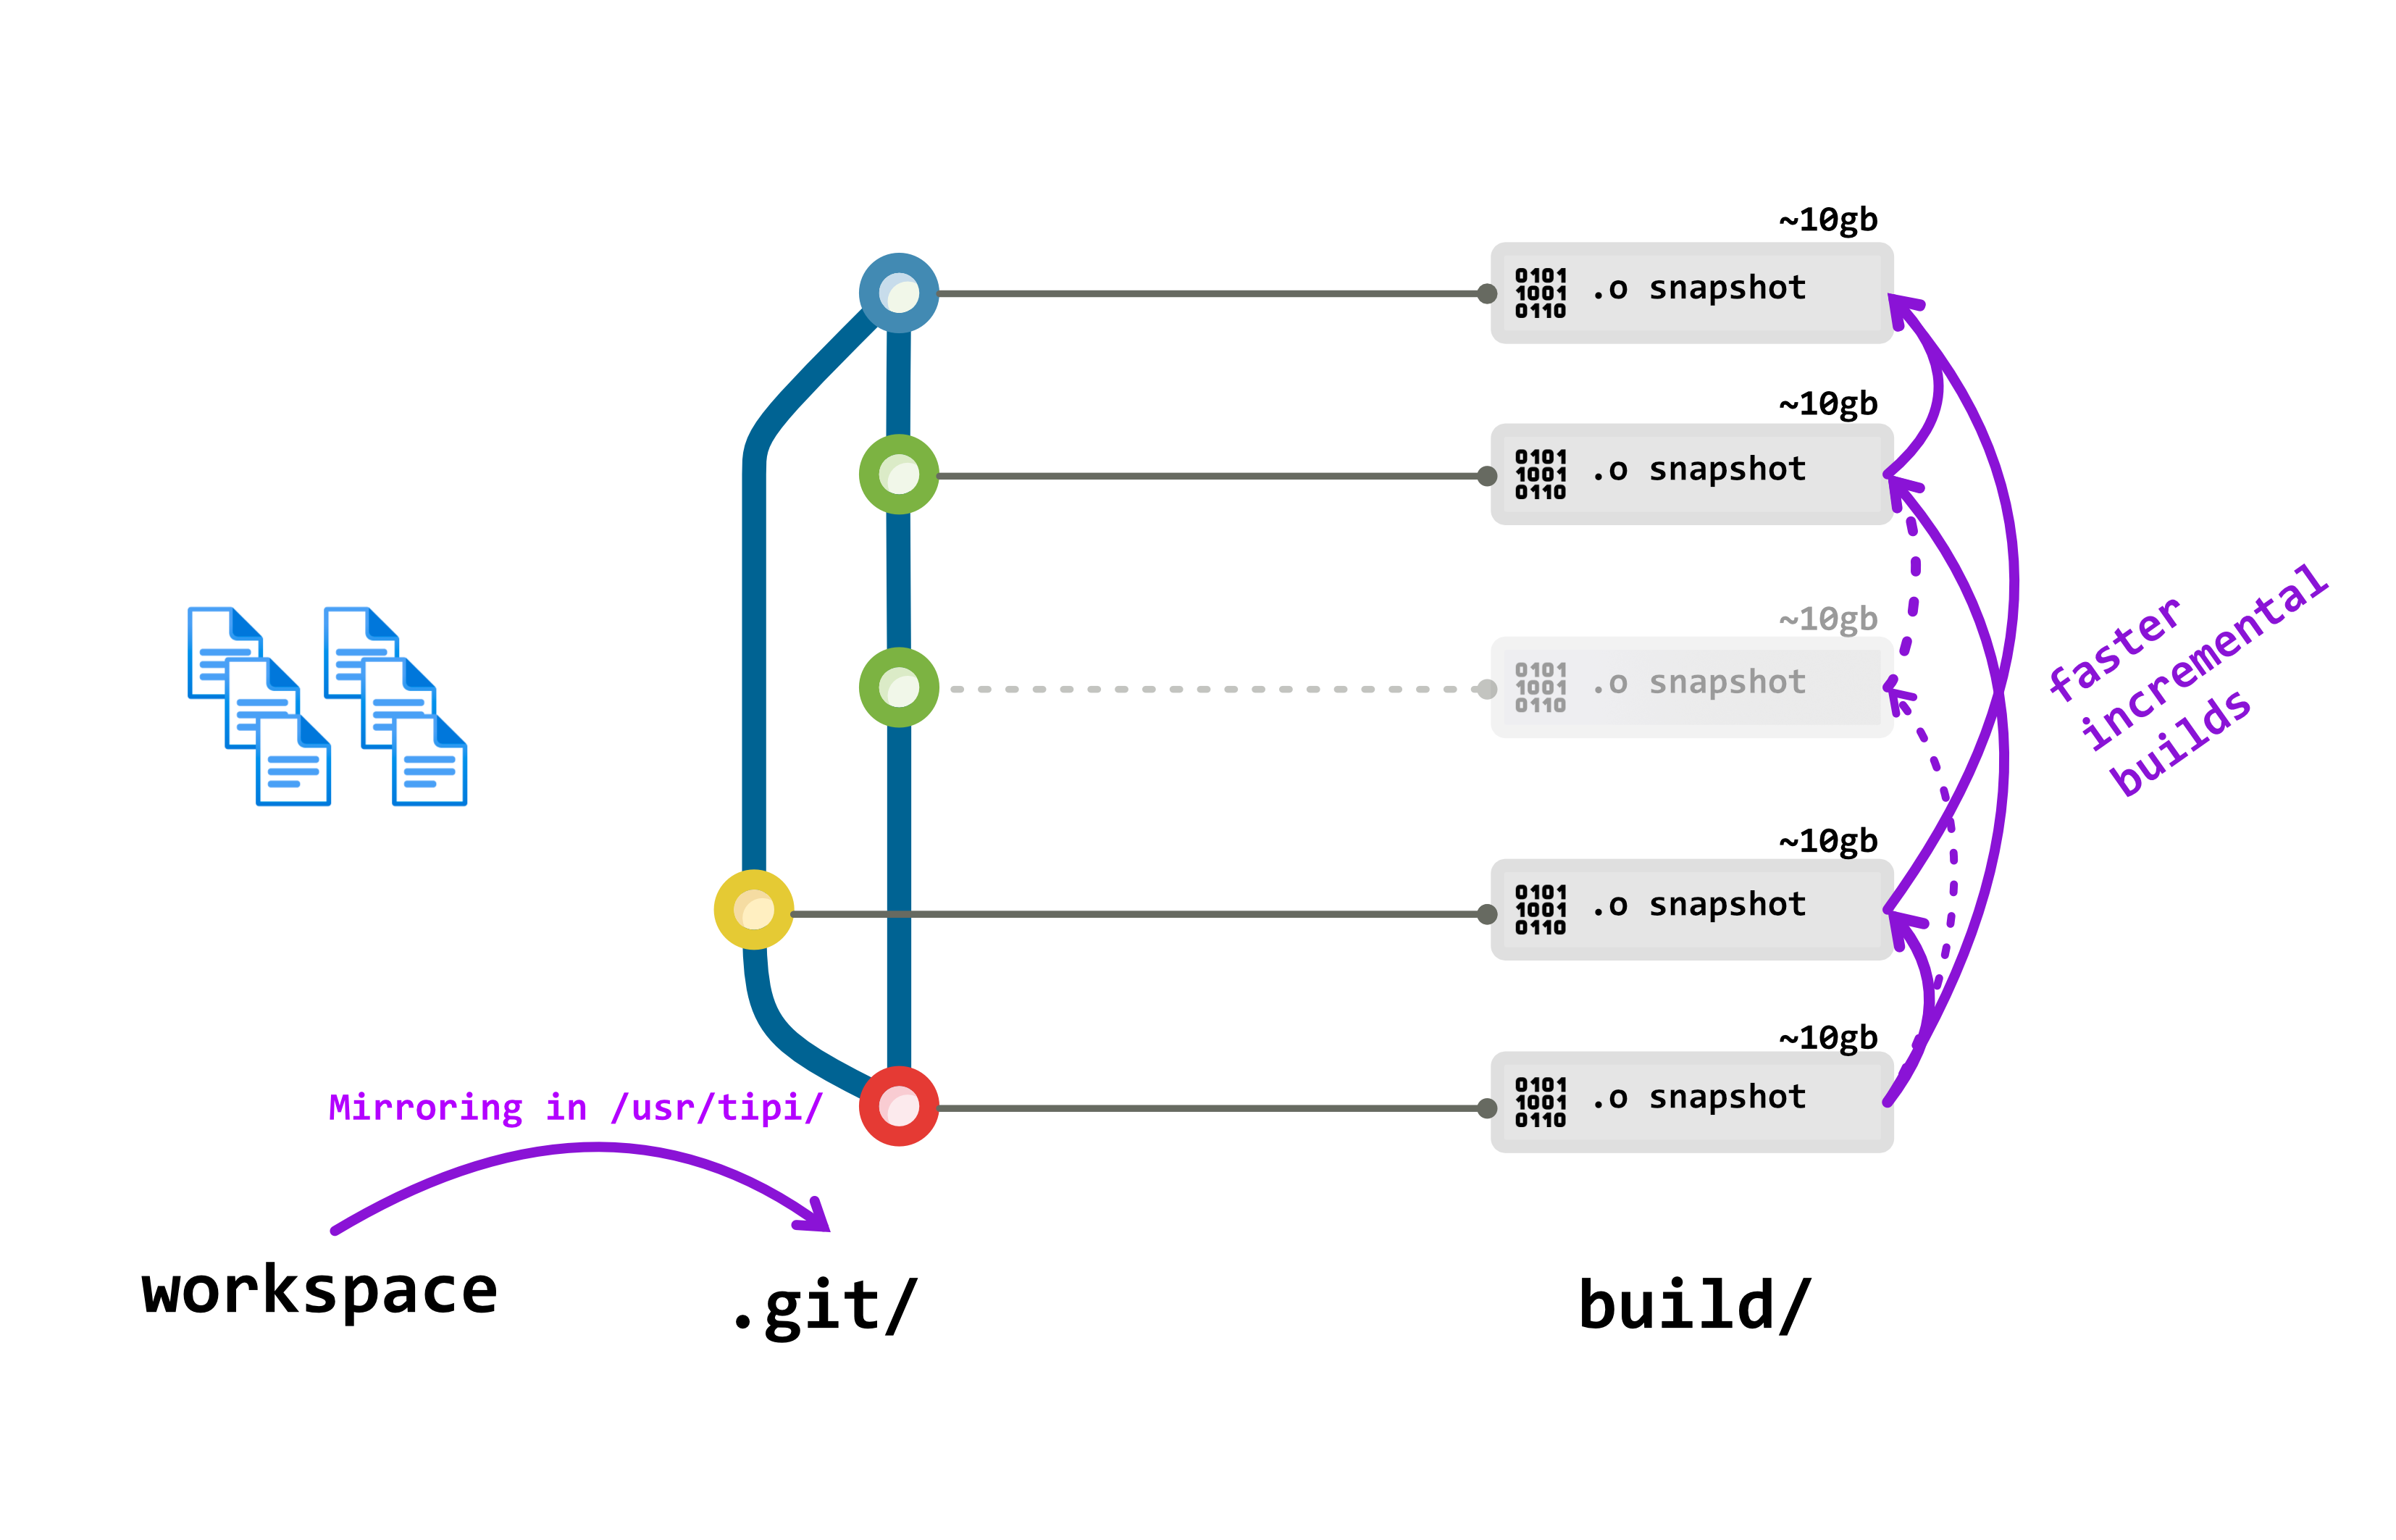 ~10gb
0101
1001
0110
.o snapshot
~10gb
0101
1001
0110
.o snapshot
~10gb
0101
1001
0110
.o snapshot
faster
incremental
builds
~10gb
0101
1001
0110
.o snapshot
~10gb
0101
1001
0110
.o snapshot
Mirroring in /usr/tipi/
workspace
.git/
build/